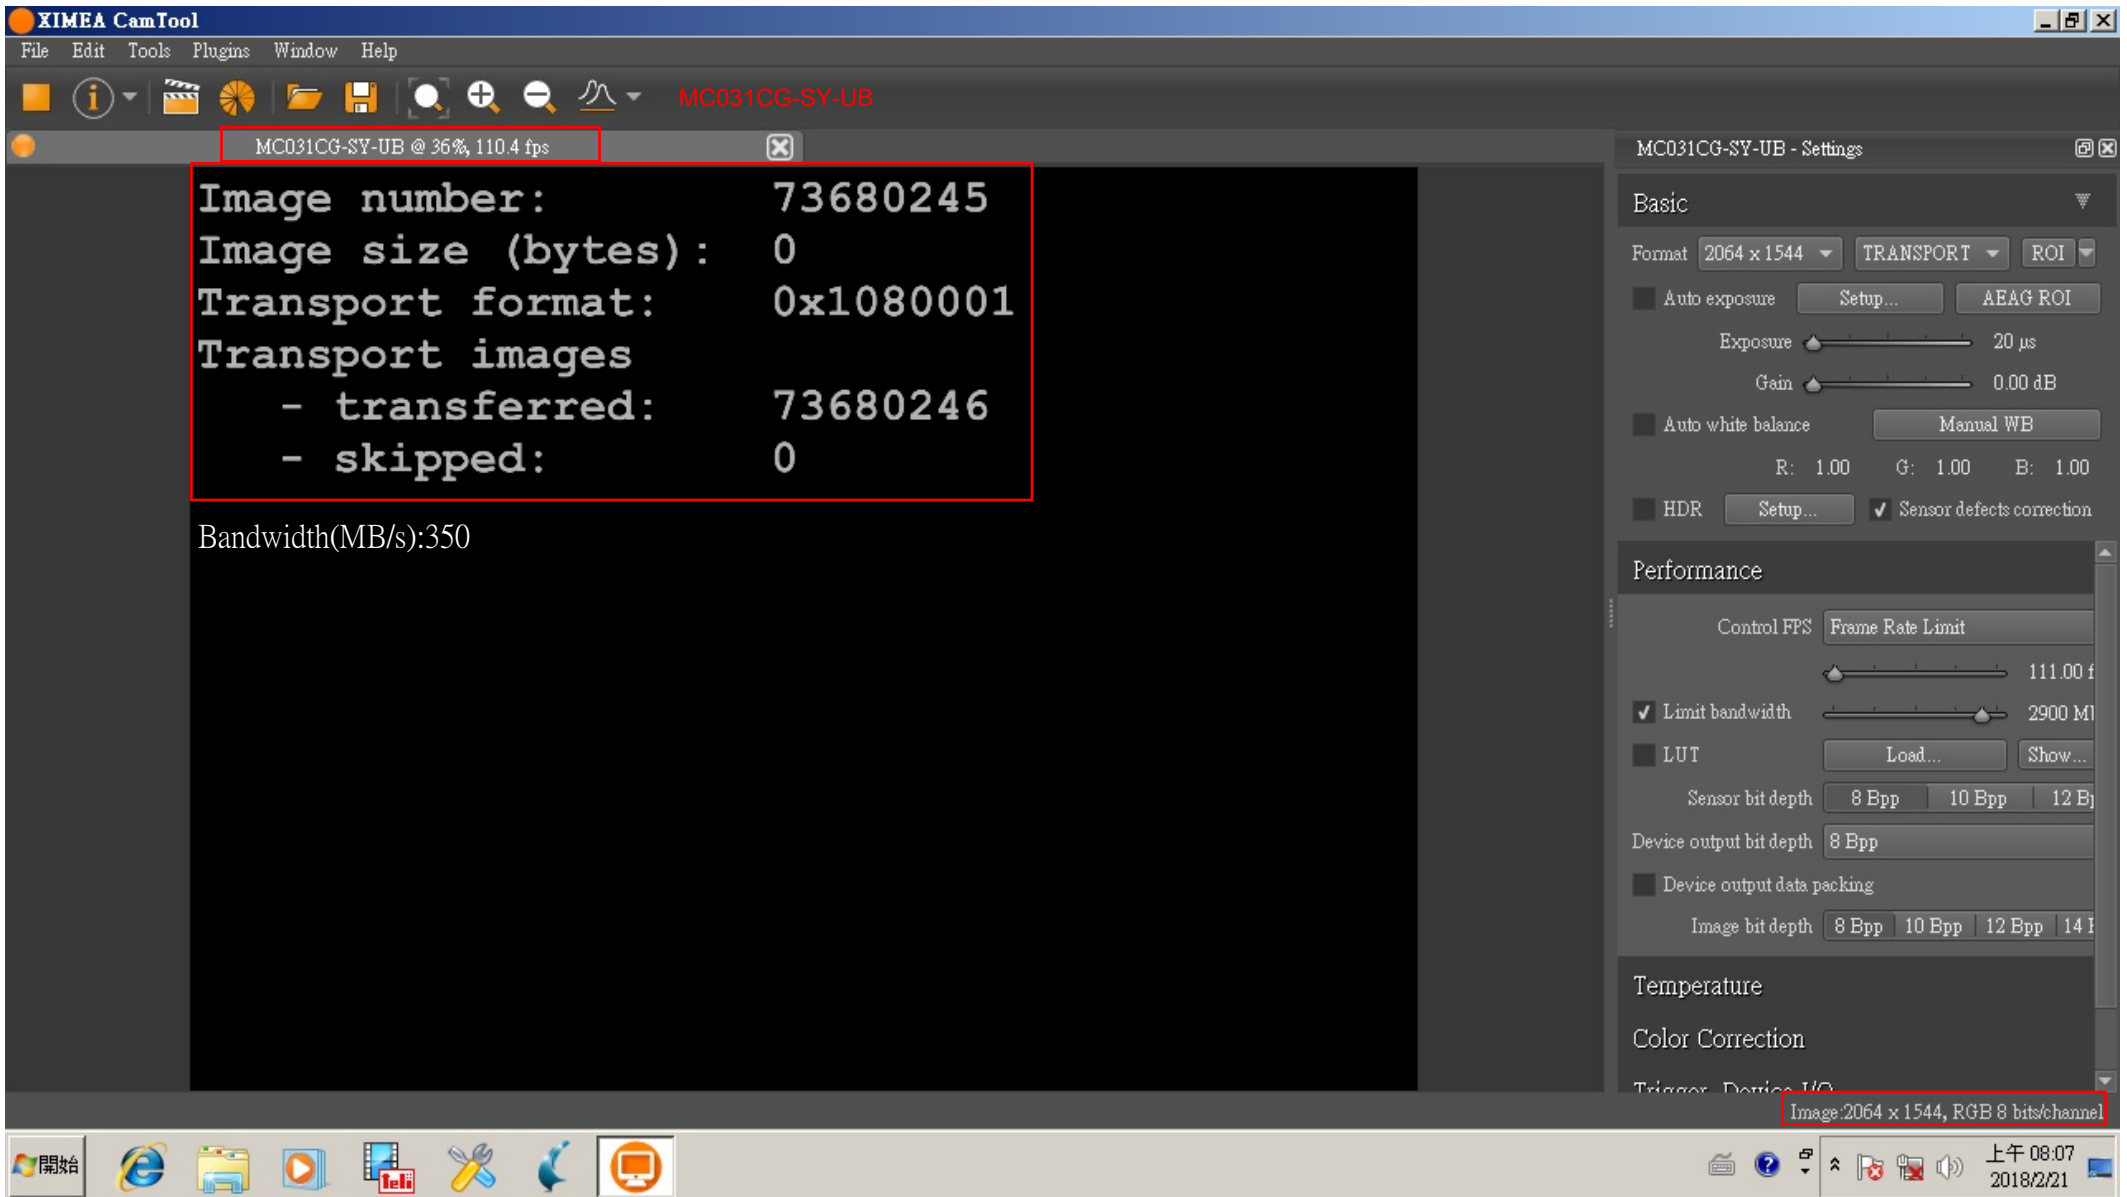 XIMEA CamTool
File Edit Tools Plugins Window Help
MC031CG-SY-UB
MC031CG-SY-UB @ 36%, 110.4 fps
Image number: 73680245
Image size (bytes): 0
Transport format: 0x1080001
Transport images
- transferred: 73680246
- skipped: 0
Bandwidth(MB/s):350
MC031CG-SY-UB - Settings
Basic
Format 2064 x 1544 TRANSPORT ROI
Auto exposure Setup... AEAG ROI
Exposure 20 µs
Gain 0.00 dB
Auto white balance Manual WB
R: 1.00 G: 1.00 B: 1.00
HDR Setup... Sensor defects correction
Performance
Control FPS Frame Rate Limit
111.00 f
Limit bandwidth 2900 M
LUT Load... Show...
Sensor bit depth 8 Bpp 10 Bpp 12 B
Device output bit depth 8 Bpp
Device output data packing
Image bit depth 8 Bpp 10 Bpp 12 Bpp 14
Temperature
Color Correction
Trigger, Device I/O
Image:2064 x 1544, RGB 8 bits/channel
開始
teli
上午 08:07
2018/2/21